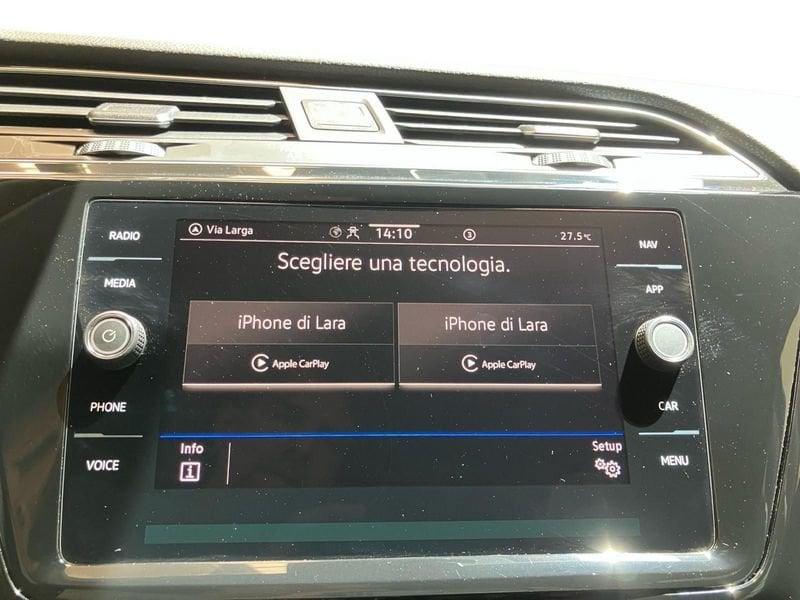 RADIO
MEDIA
PHONE
VOICE
Via Larga
14:10
3
27.5°C
Scegliere una tecnologia.
iPhone di Lara
Apple CarPlay
iPhone di Lara
Apple CarPlay
Info
i
Setup
NAV
APP
CAR
MENU